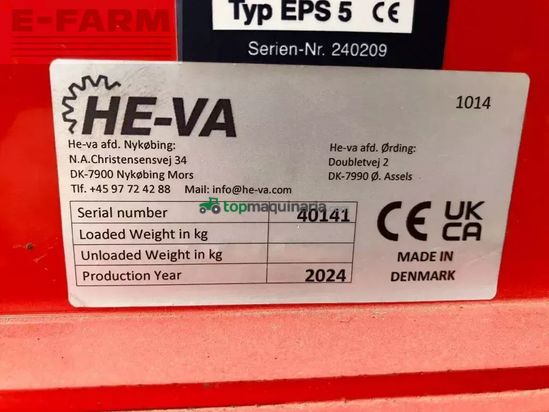 E-FARM
Typ EPS 5 CE
Serien-Nr. 240209
HE-VA
1014
He-va afd. Nykøbing:
N.A.Christensensvej 34
DK-7900 Nykøbing Mors
Tlf. +45 97 72 42 88 Mail: info@he-va.com
He-va afd. Ørding:
Doubletvej 2
DK-7990 Ø. Assels
topmaquinaria
Serial number 40141
Loaded Weight in kg
Unloaded Weight in kg
Production Year 2024
CE UK CA
MADE IN
DENMARK